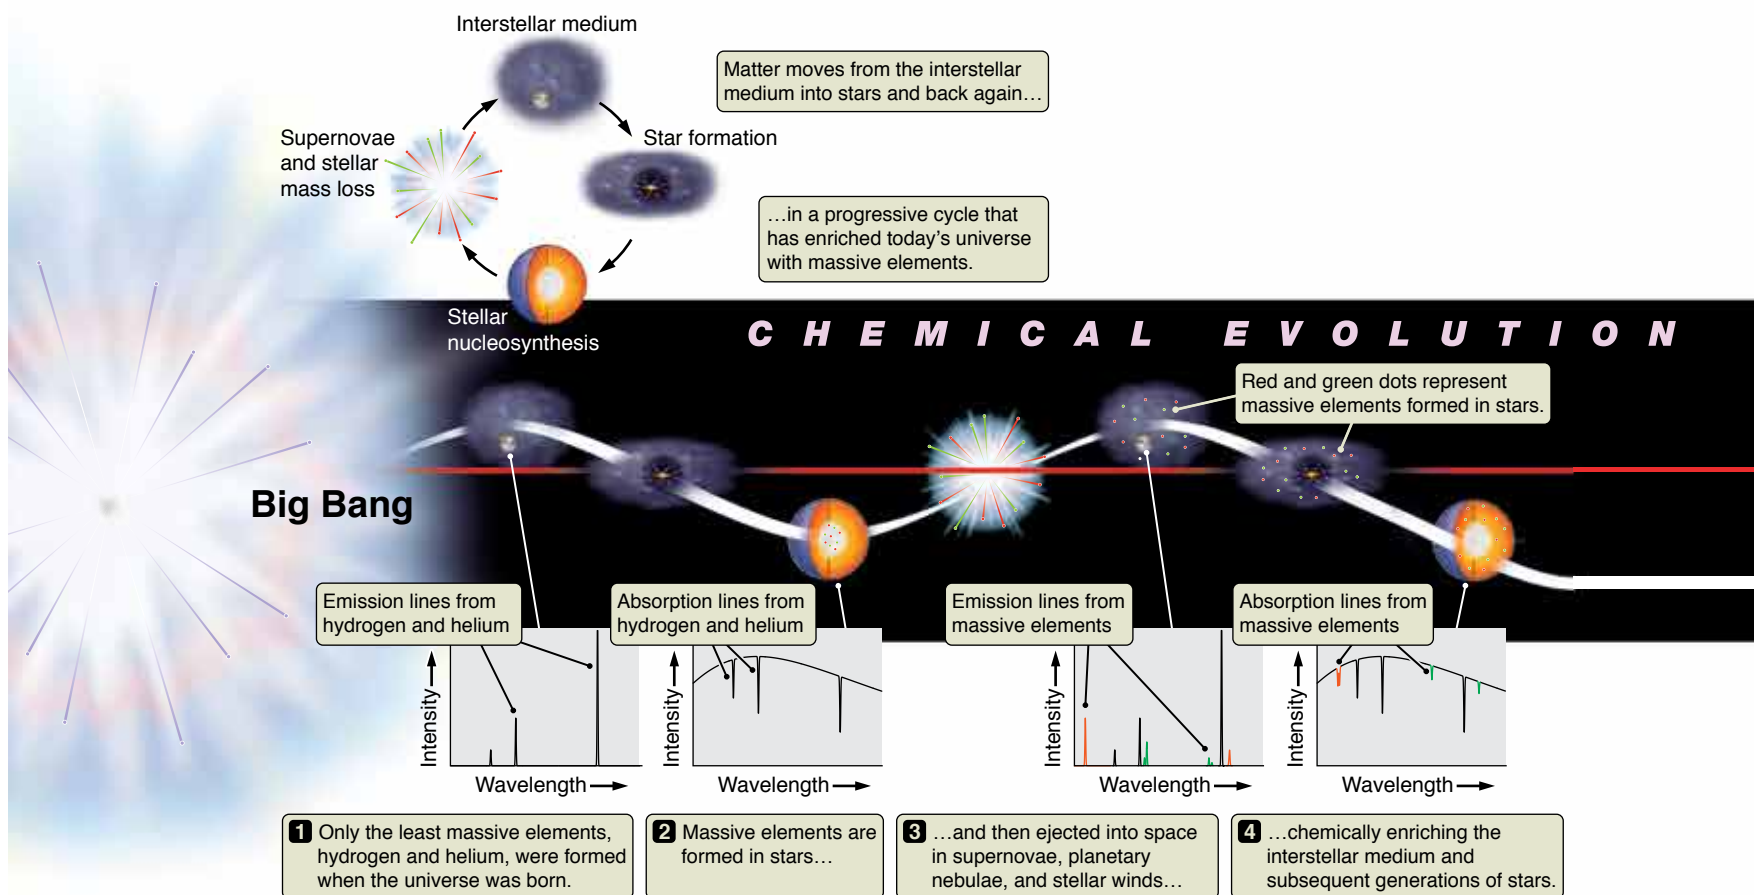 Interstellar medium
Matter moves from the interstellar
medium into stars and back again…
Supernovae
and stellar
mass loss
Star formation
…in a progressive cycle that
has enriched today’s universe
with massive elements.
Stellar
nucleosynthesis
CHEMICAL EVOLUTION
Red and green dots represent
massive elements formed in stars.
Big Bang
Emission lines from
hydrogen and helium
Absorption lines from
hydrogen and helium
Emission lines from
massive elements
Absorption lines from
massive elements
Intensity
Wavelength
Intensity
Wavelength
Intensity
Wavelength
Intensity
Wavelength
1 Only the least massive elements,
hydrogen and helium, were formed
when the universe was born.
2 Massive elements are
formed in stars…
3 …and then ejected into space
in supernovae, planetary
nebulae, and stellar winds…
4 …chemically enriching the
interstellar medium and
subsequent generations of stars.